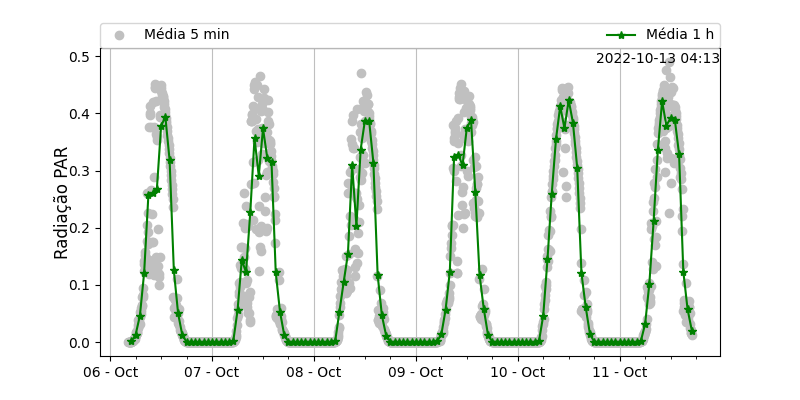 Média 5 min
Média 1 h
2022-10-13 04:13
Radiação PAR
0.5
0.4
0.3
0.2
0.1
0.0
06 - Oct
07 - Oct
08 - Oct
09 - Oct
10 - Oct
11 - Oct